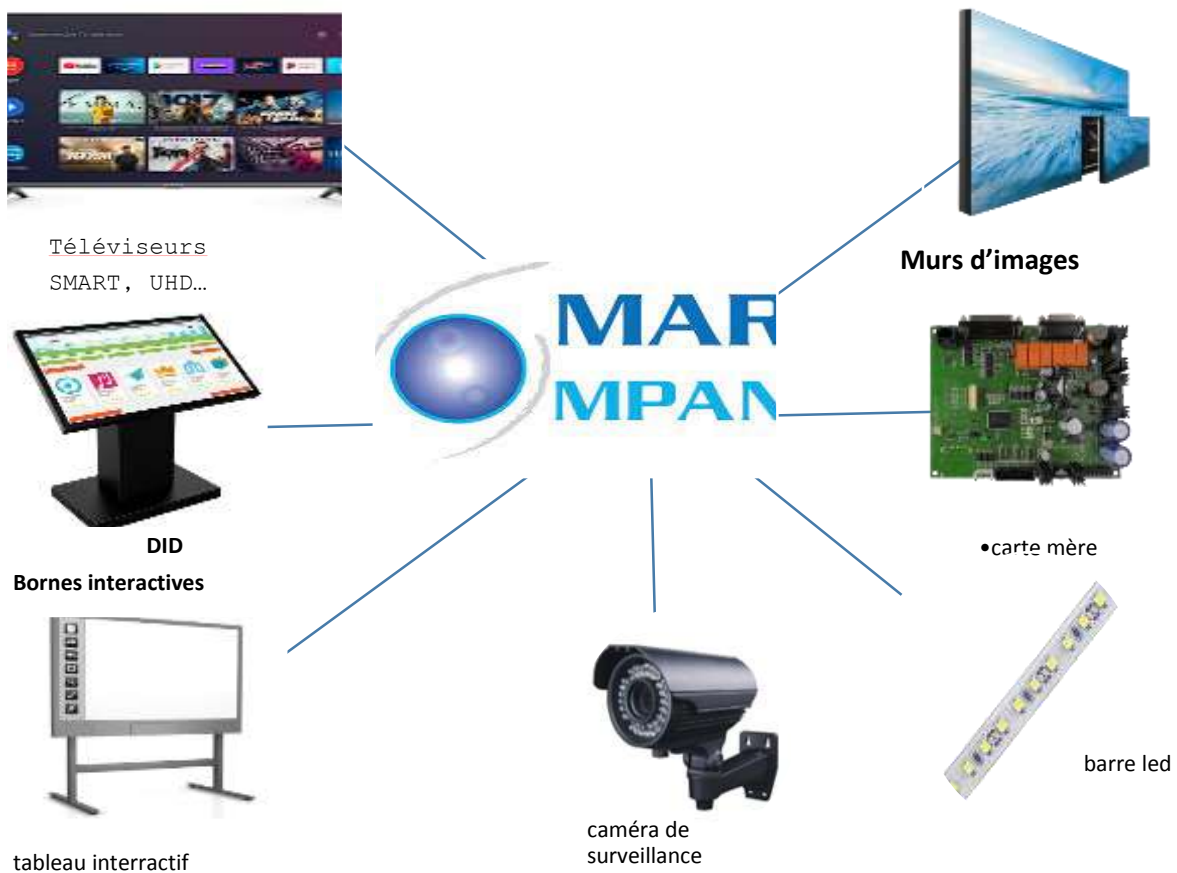 Téléviseurs
SMART, UHD…
Murs d’images
MAR
MPAN
DID
Bornes interactives
•carte mère
tableau interractif
caméra de
surveillance
barre led